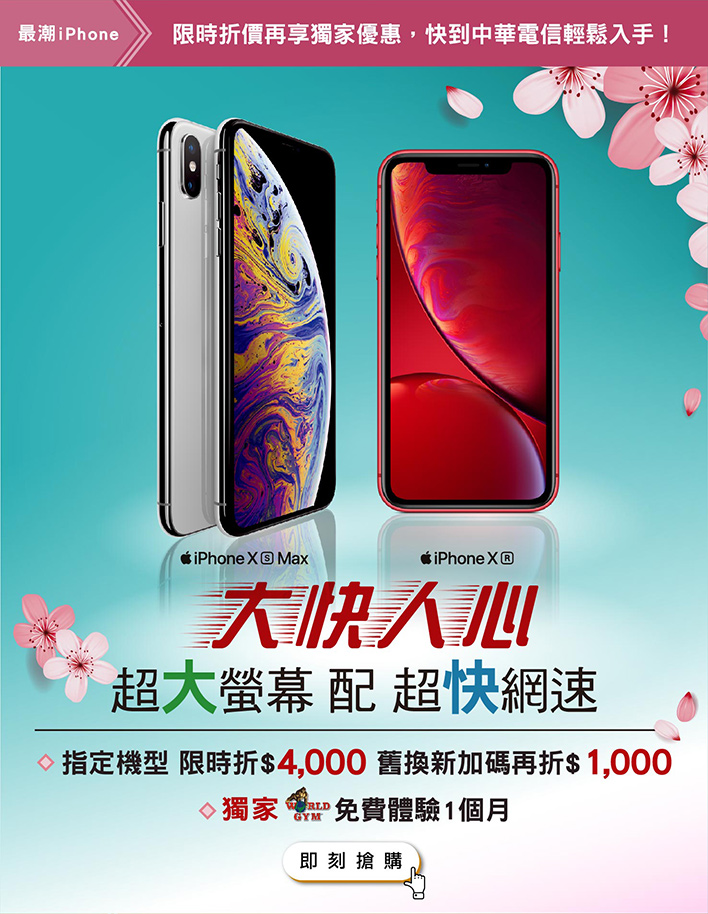 最潮iPhone
限時折價再享獨家優惠，快到中華電信輕鬆入手！
iPhone XS Max
iPhone XR
大快人心
超大螢幕 配 超快網速
指定機型 限時折$4,000 舊換新加碼再折$1,000
獨家 WORLD GYM 免費體驗1個月
即刻搶購